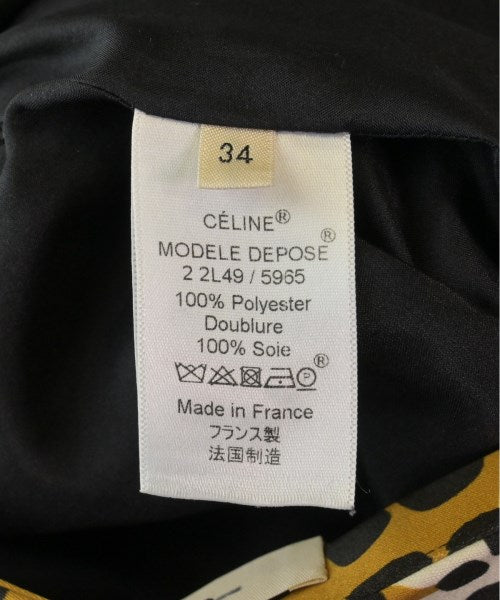 34
CÉLINE®
MODELE DEPOSE®
2 2L49 / 5965
100% Polyester
Doublure
100% Soie
®
P
Made in France
フランス製
法国制造